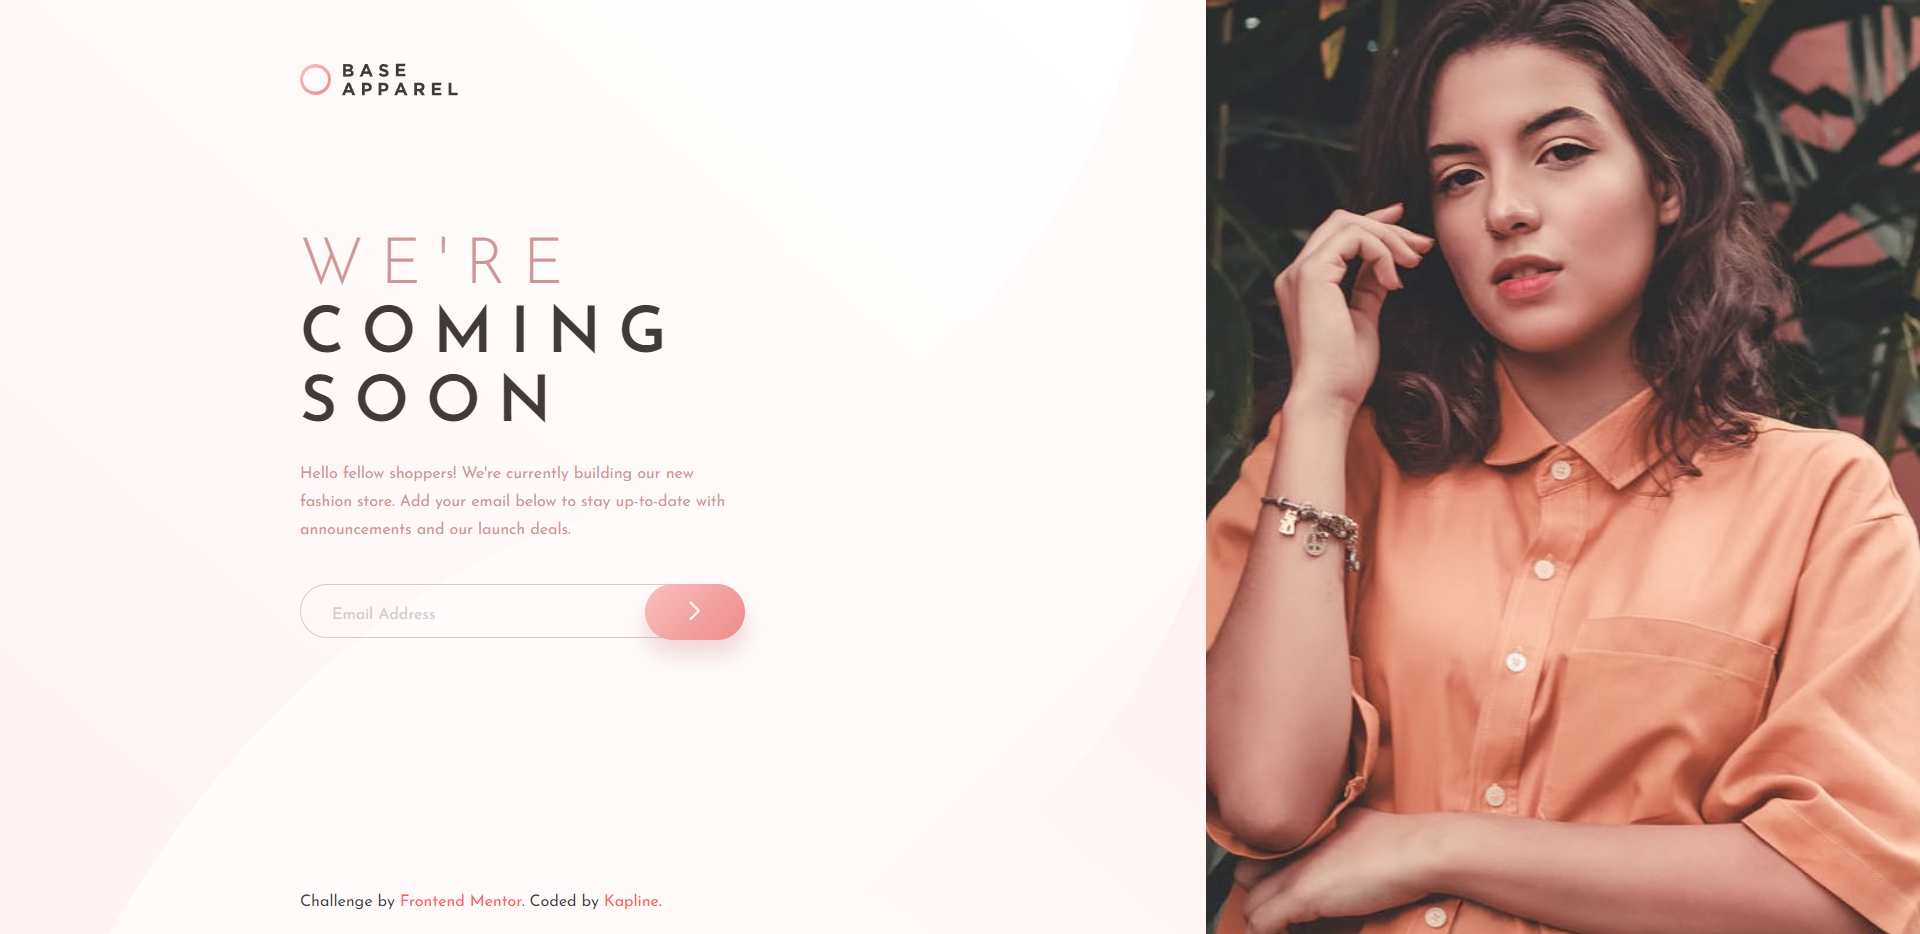 BASE
APPAREL
WE'RE
COMING
SOON
Hello fellow shoppers! We're currently building our new
fashion store. Add your email below to stay up-to-date with
announcements and our launch deals.
Email Address
Challenge by Frontend Mentor. Coded by Kapline.